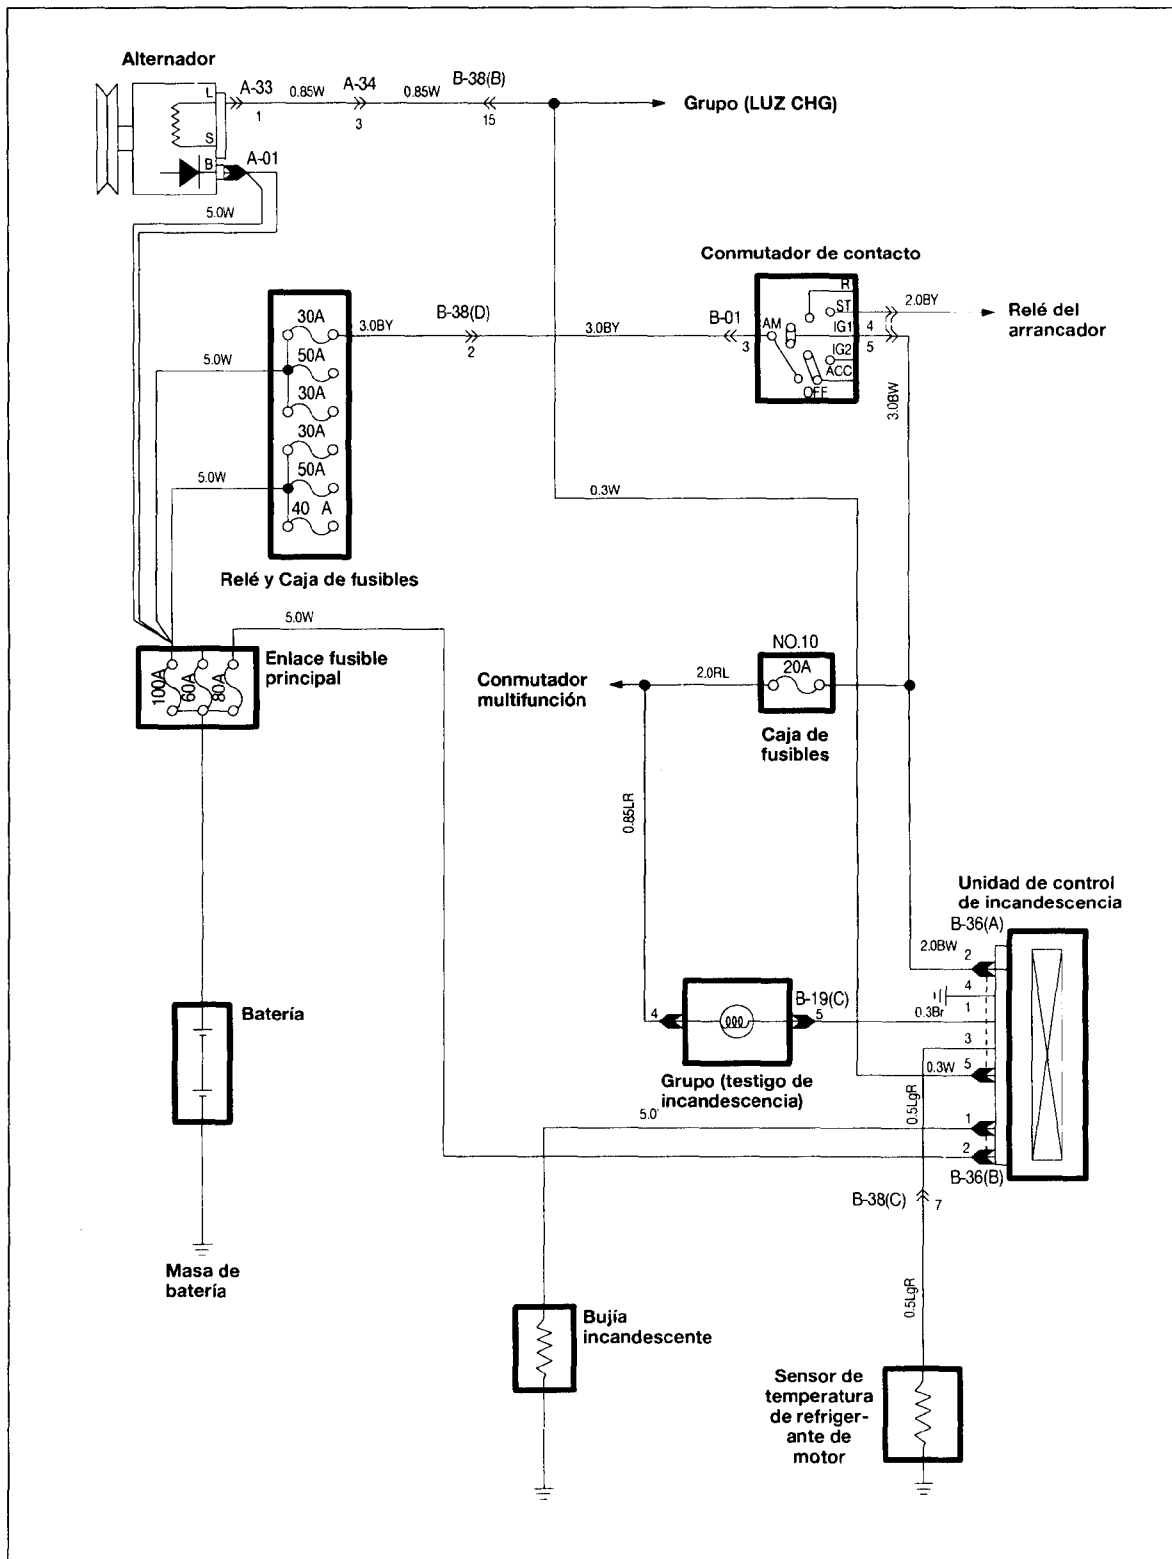 Alternador
L
A-33
0.85W
A-34
0.85W
B-38(B)
1
3
15
Grupo (LUZ CHG)
S
B
A-01
5.0W
Conmutador de contacto
R
ST
2.0BY
Relé del
arrancador
30A
3.0BY
B-38(D)
2
3.0BY
B-01
3
AM
IG1
4
5
IG2
ACC
OFF
3.0BW
5.0W
50A
30A
30A
5.0W
50A
40 A
0.3W
Relé y Caja de fusibles
5.0W
Enlace fusible
principal
100A
60A
80A
NO.10
20A
2.0RL
Conmutador
multifunción
Caja de
fusibles
0.85LR
Unidad de control
de incandescencia
B-36(A)
2.0BW
2
4
0.3Br
1
3
0.3W
5
4
B-19(C)
5
Grupo (testigo de
incandescencia)
0.5LgR
5.0
1
2
B-36(B)
B-38(C)
7
Batería
Masa de
batería
Bujía
incandescente
0.5LgR
Sensor de
temperatura
de refriger-
ante de
motor